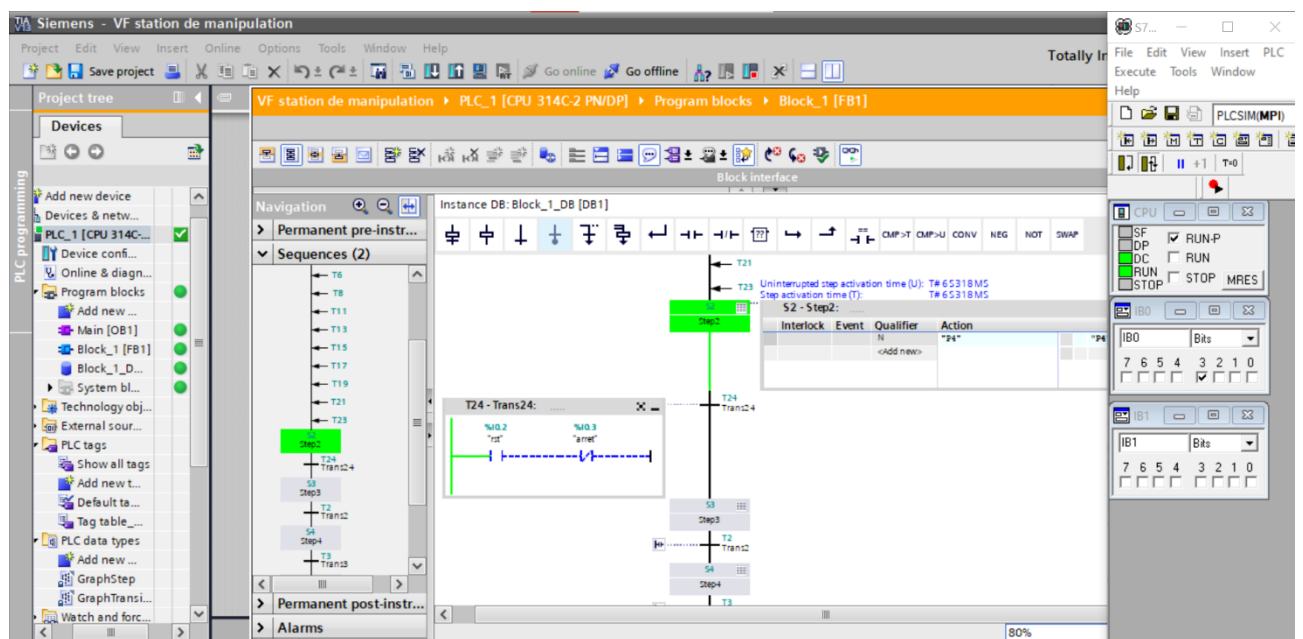 Siemens - VF station de manipulation
Project Edit View Insert Online Options Tools Window Help
Totally In
Save project
Go online
Go offline
PLC programming
Project tree
Devices
Add new device
Devices & netw...
PLC_1 [CPU 314C-...
Device confi...
Online & diagn...
Program blocks
Add new ...
Main [OB1]
Block_1 [FB1]
Block_1_D...
System bl...
Technology obj...
External sour...
PLC tags
Show all tags
Add new t...
Default ta...
Tag table_...
PLC data types
Add new ...
GraphStep
GraphTransi...
Watch and forc...
VF station de manipulation PLC_1 [CPU 314C-2 PN/DP] Program blocks Block_1 [FB1]
Block interface
Navigation
Permanent pre-instr...
Sequences (2)
T6
T8
T11
T13
T15
T17
T19
T21
T23
S2
Step2
T24
Trans24
S3
Step3
T2
Trans2
S4
Step4
T3
Trans3
Permanent post-instr...
Alarms
Instance DB: Block_1_DB [DB1]
CMP>T CMP>U CONV NEG NOT SWAP
T21
T23
Uninterrupted step activation time (U): T#65318MS
Step activation time (T): T#65318MS
S2
Step2
S2 - Step2: .....
Interlock Event Qualifier Action
N "P4" "P4"
<Add new>
T24
Trans24
T24 - Trans24: .....
%I0.2 %I0.3
"rst" "arret"
S3
Step3
T2
Trans2
S4
Step4
T3
80%
S7...
File Edit View Insert PLC
Execute Tools Window
Help
PLCSIM(MPI)
+1 T=0
CPU
SF
DP
DC
RUN
STOP
RUN-P
RUN
STOP
MRES
IB0
IB0 Bits
7 6 5 4 3 2 1 0
IB1
IB1 Bits
7 6 5 4 3 2 1 0